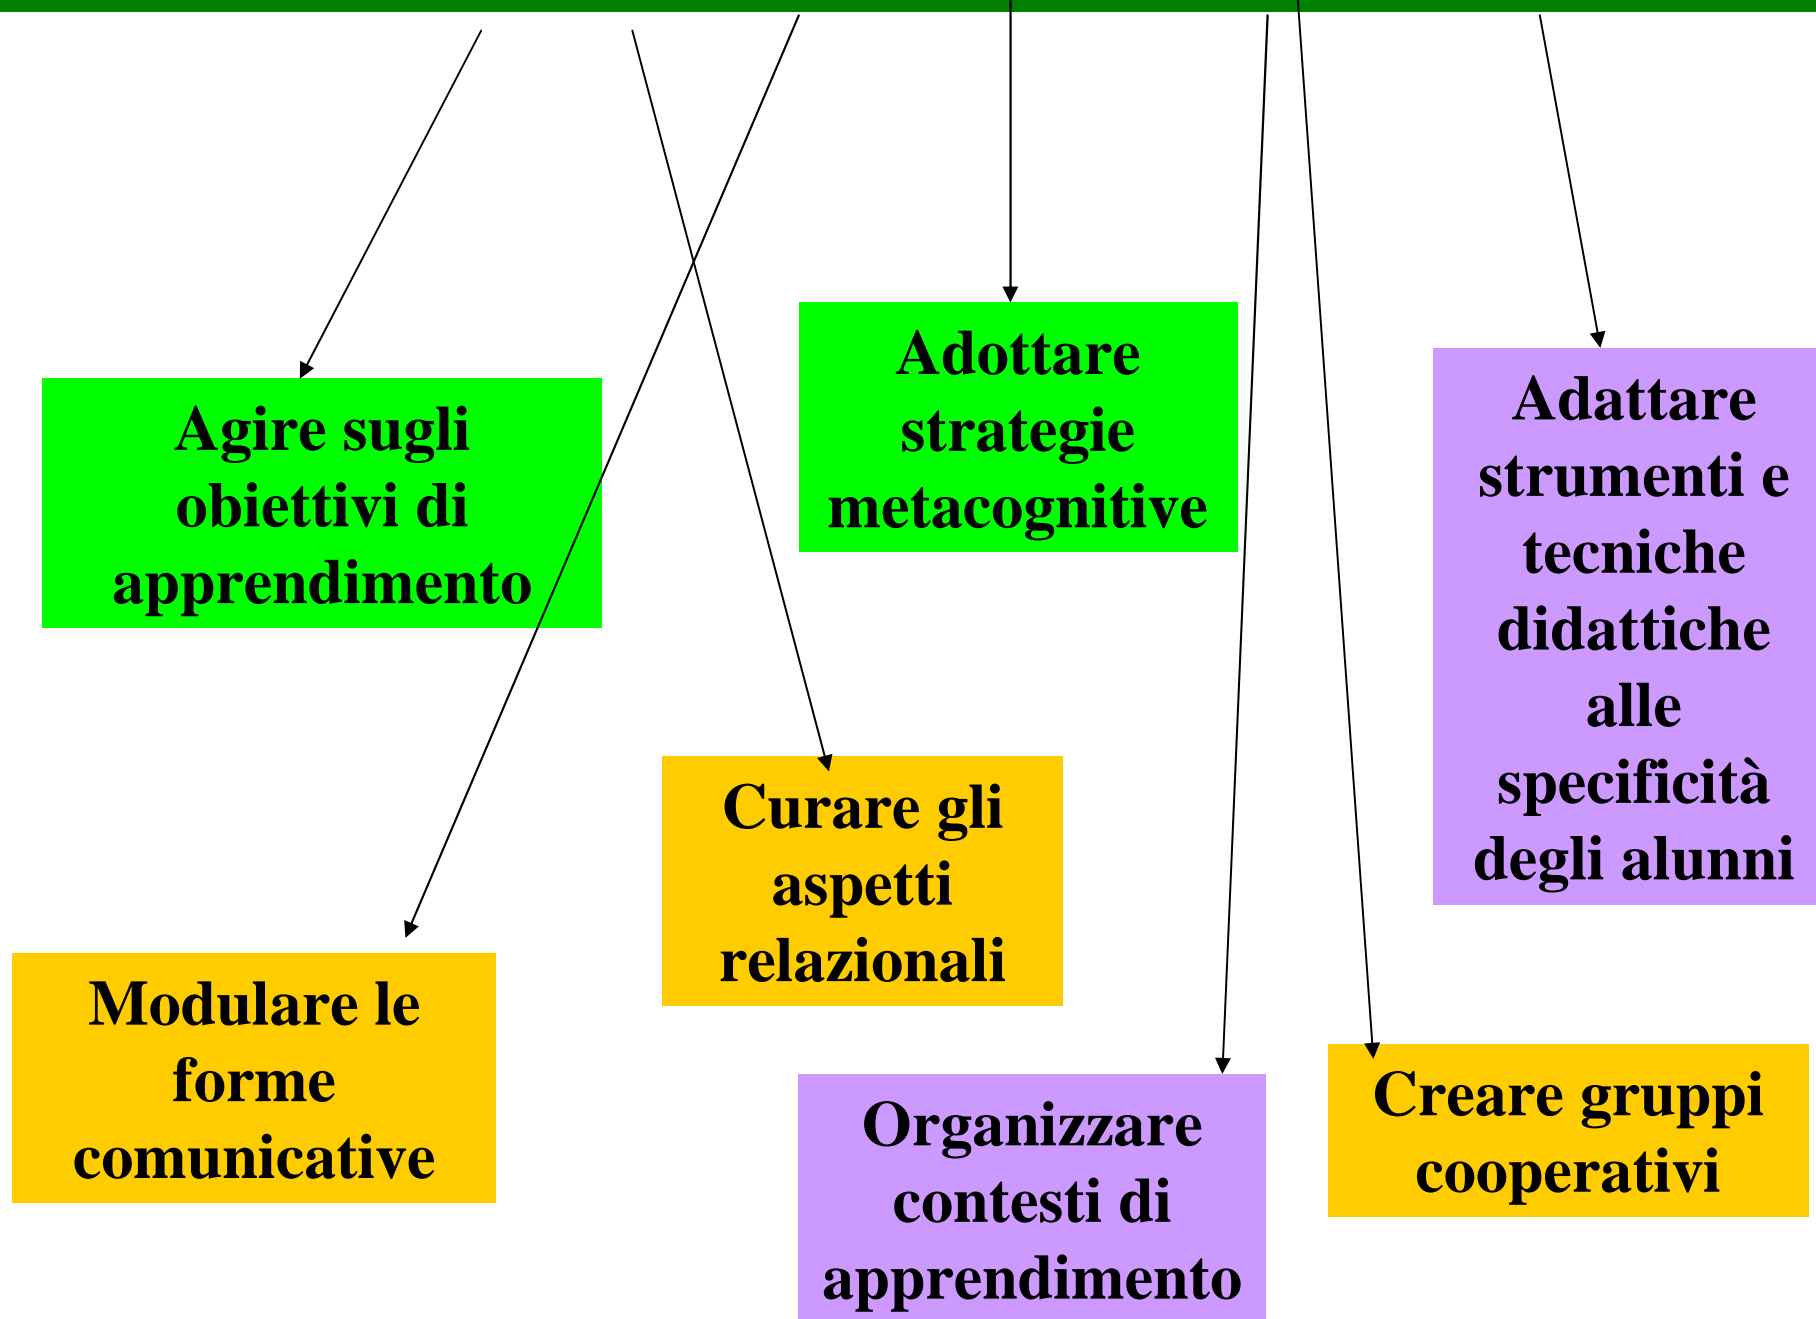 Agire sugli
obiettivi di
apprendimento
Adottare
strategie
metacognitive
Adattare
strumenti e
tecniche
didattiche
alle
specificità
degli alunni
Curare gli
aspetti
relazionali
Modulare le
forme
comunicative
Organizzare
contesti di
apprendimento
Creare gruppi
cooperativi